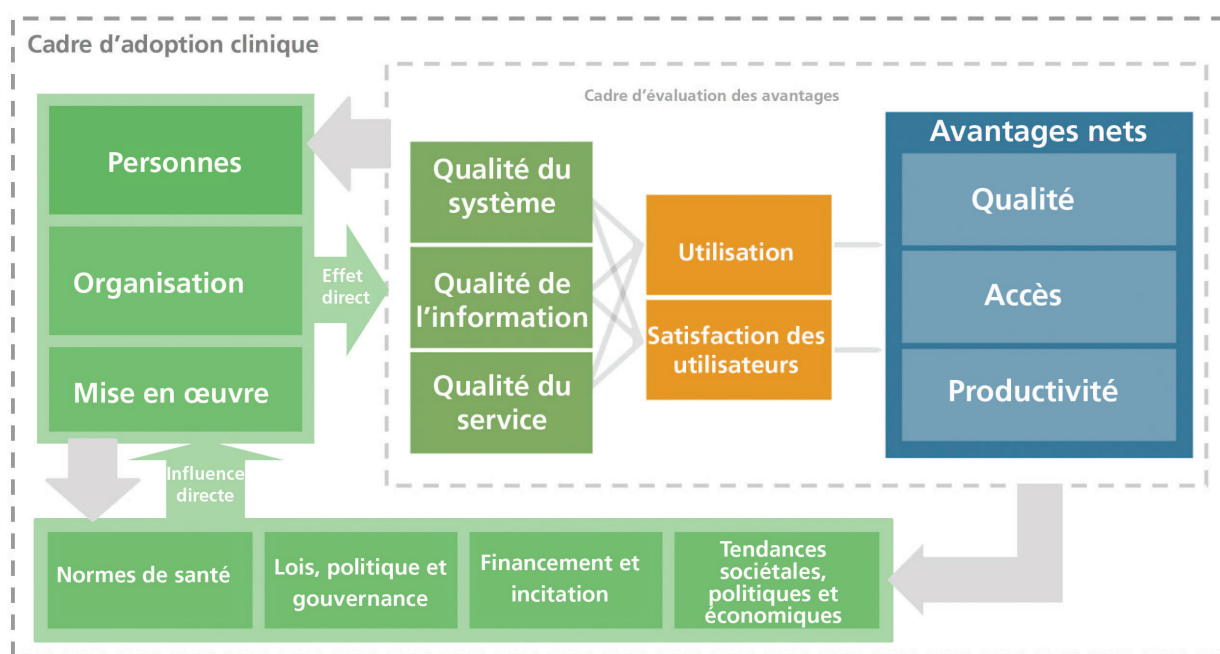 Cadre d’adoption clinique
Cadre d’évaluation des avantages
Personnes
Organisation
Mise en œuvre
Effet
direct
Qualité du
système
Qualité de
l’information
Qualité du
service
Utilisation
Satisfaction des
utilisateurs
Avantages nets
Qualité
Accès
Productivité
Influence
directe
Normes de santé
Lois, politique et
gouvernance
Financement et
incitation
Tendances
sociétales,
politiques et
économiques